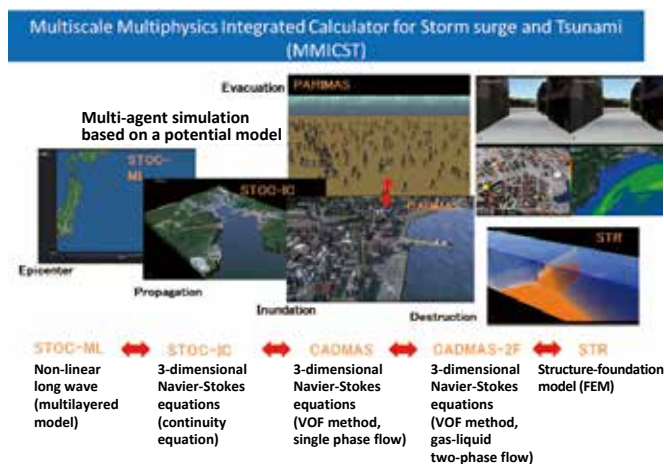 Multiscale Multiphysics Integrated Calculator for Storm surge and Tsunami
(MMICST)
Evacuation
PARIMAS
Multi-agent simulation
based on a potential model
STOC-
ML
STOC-IC
STR
Epicenter
Propagation
Inundation
Destruction
STOC-ML
STOC-IC
CADMAS
CADMAS-2F
STR
Non-linear
long wave
(multilayered
model)
3-dimensional
Navier-Stokes
equations
(continuity
equation)
3-dimensional
Navier-Stokes
equations
(VOF method,
single phase flow)
3-dimensional
Navier-Stokes
equations
(VOF method,
gas-liquid
two-phase flow)
Structure-foundation
model (FEM)